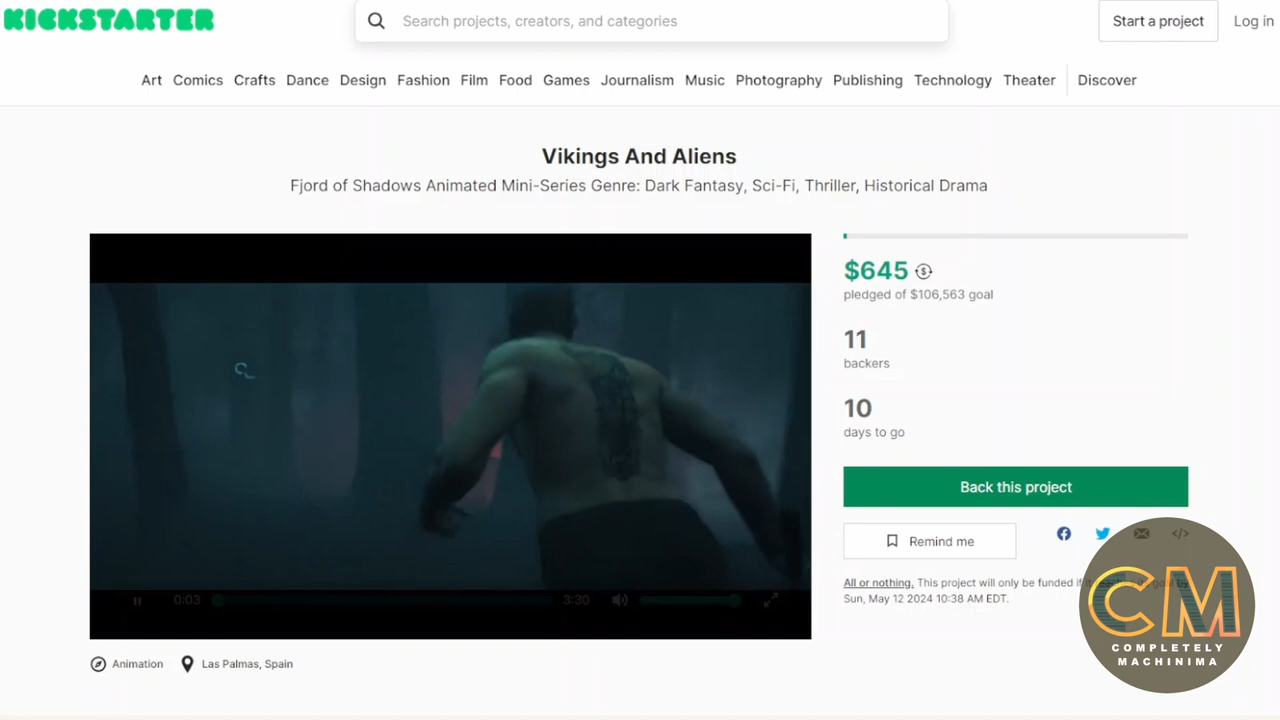 KICKSTARTER
Search projects, creators, and categories
Start a project
Log in
Art Comics Crafts Dance Design Fashion Film Food Games Journalism Music Photography Publishing Technology Theater Discover
Vikings And Aliens
Fjord of Shadows Animated Mini-Series Genre: Dark Fantasy, Sci-Fi, Thriller, Historical Drama
$645
pledged of $106,563 goal
11
backers
10
days to go
Back this project
Remind me
All or nothing. This project will only be funded if
Sun, May 12 2024 10:38 AM EDT.
0:03
3:30
Animation
Las Palmas, Spain
CM
COMPLETELY
MACHINIMA